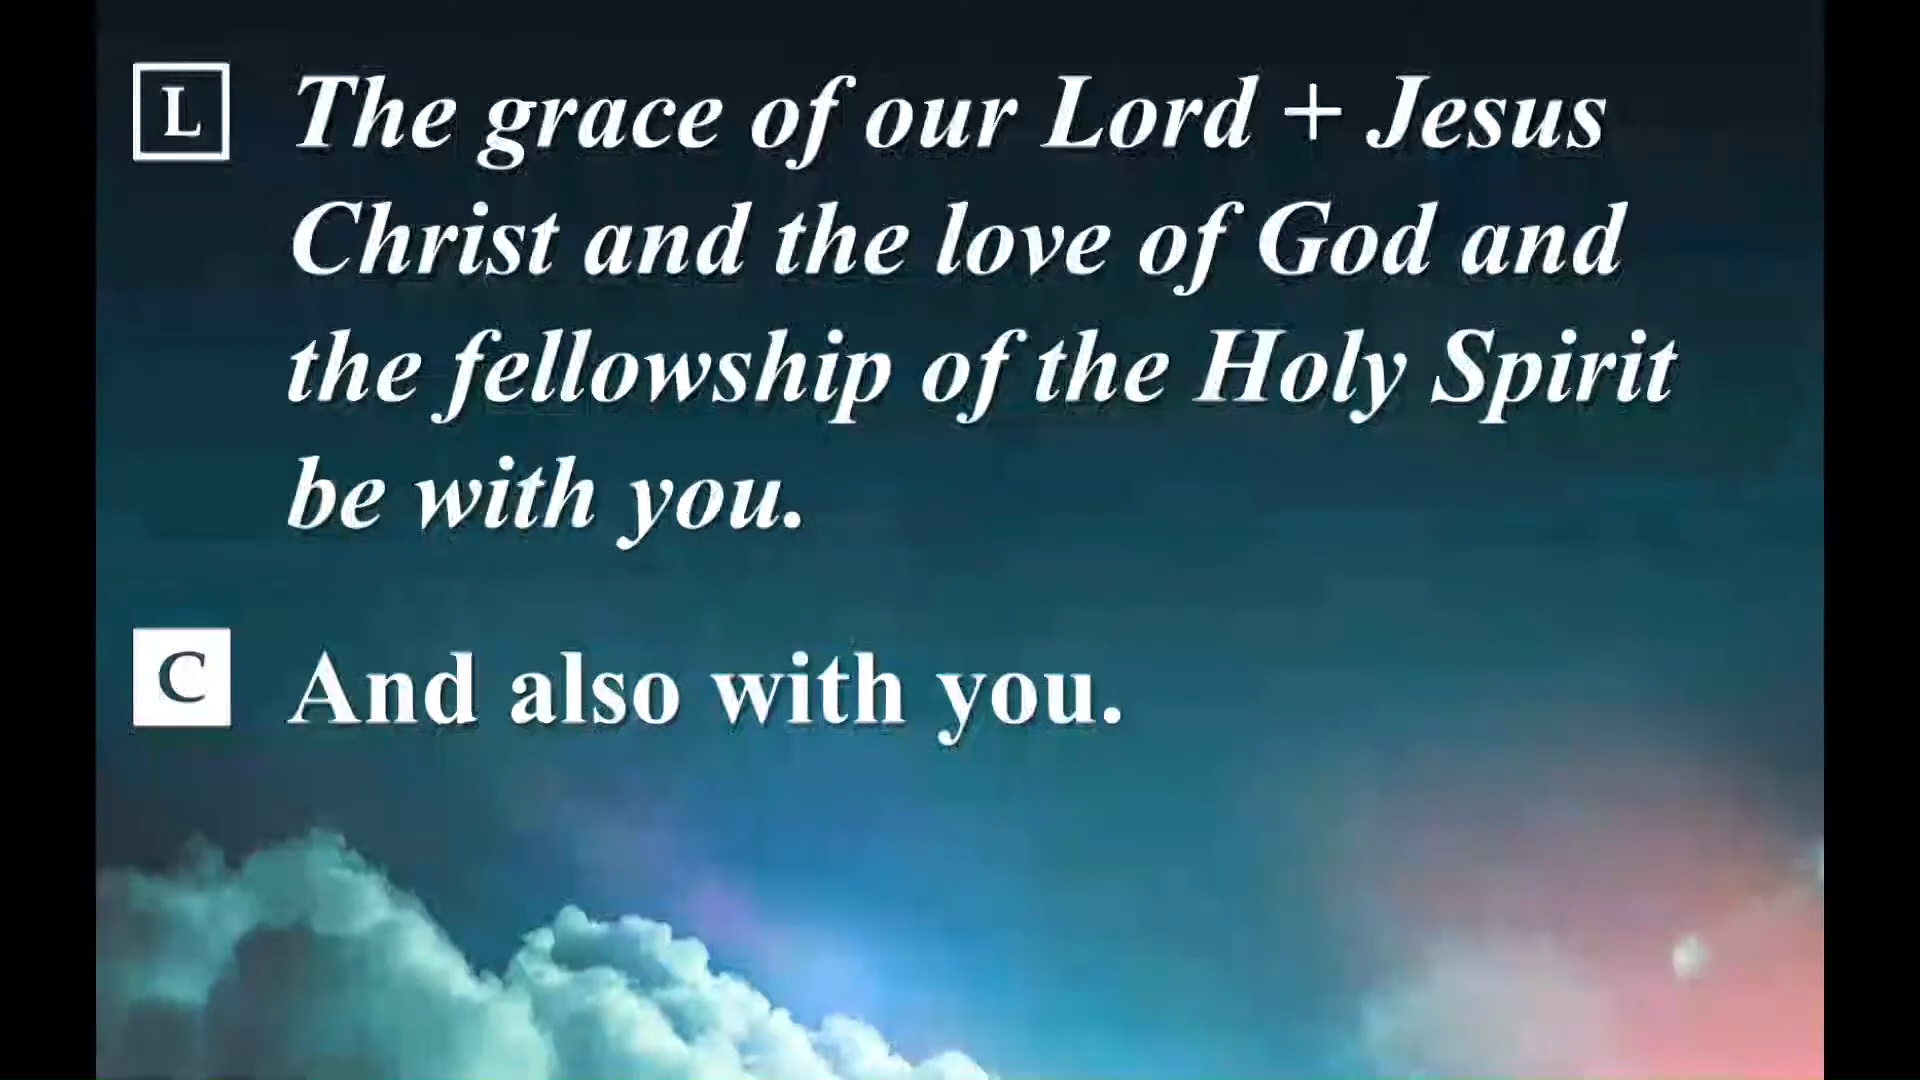 L The grace of our Lord + Jesus
Christ and the love of God and
the fellowship of the Holy Spirit
be with you.
C And also with you.